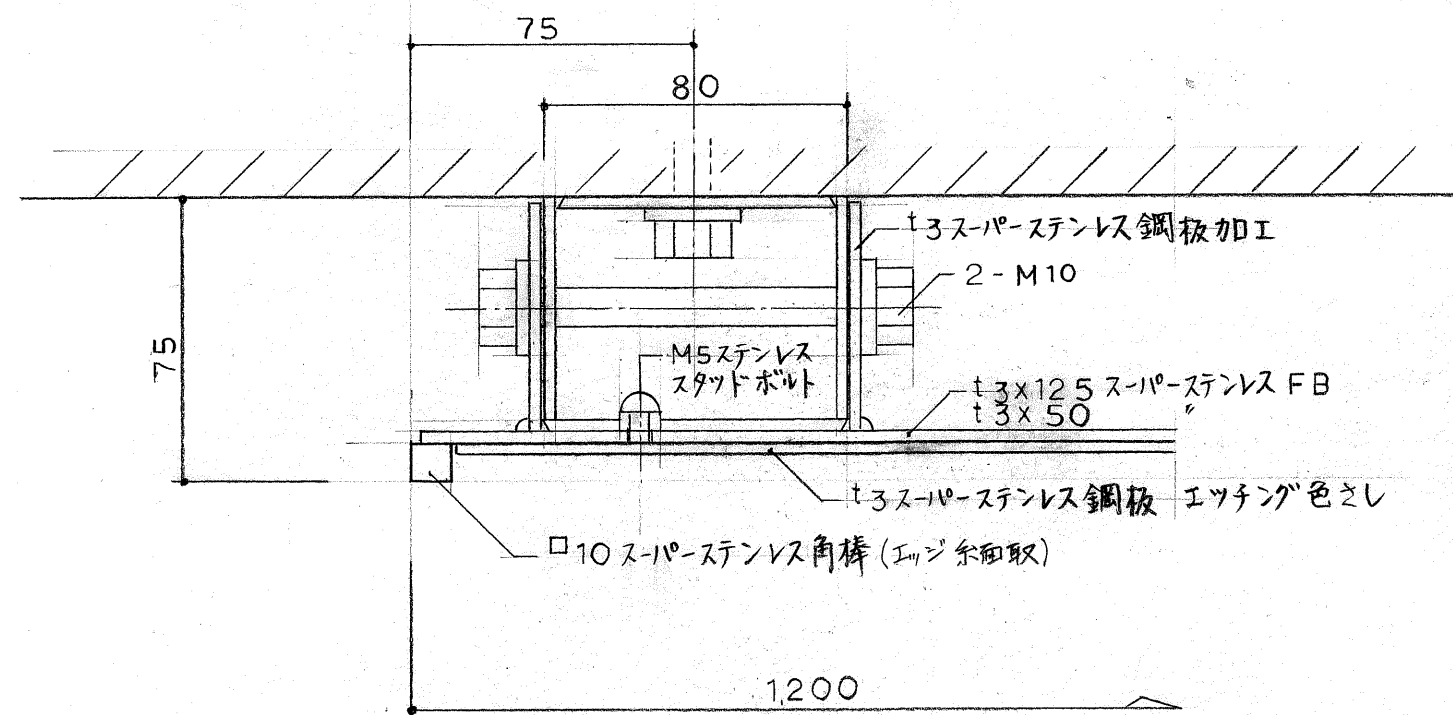 75
80
t3スーパーステンレス鋼板加工
2-M10
75
M5ステンレス
スタッドボルト
t3×125 スーパーステンレス FB
t3×50 〃
t3スーパーステンレス鋼板 エッチング色さし
□10スーパーステンレス角棒(エッジ糸面取)
1,200